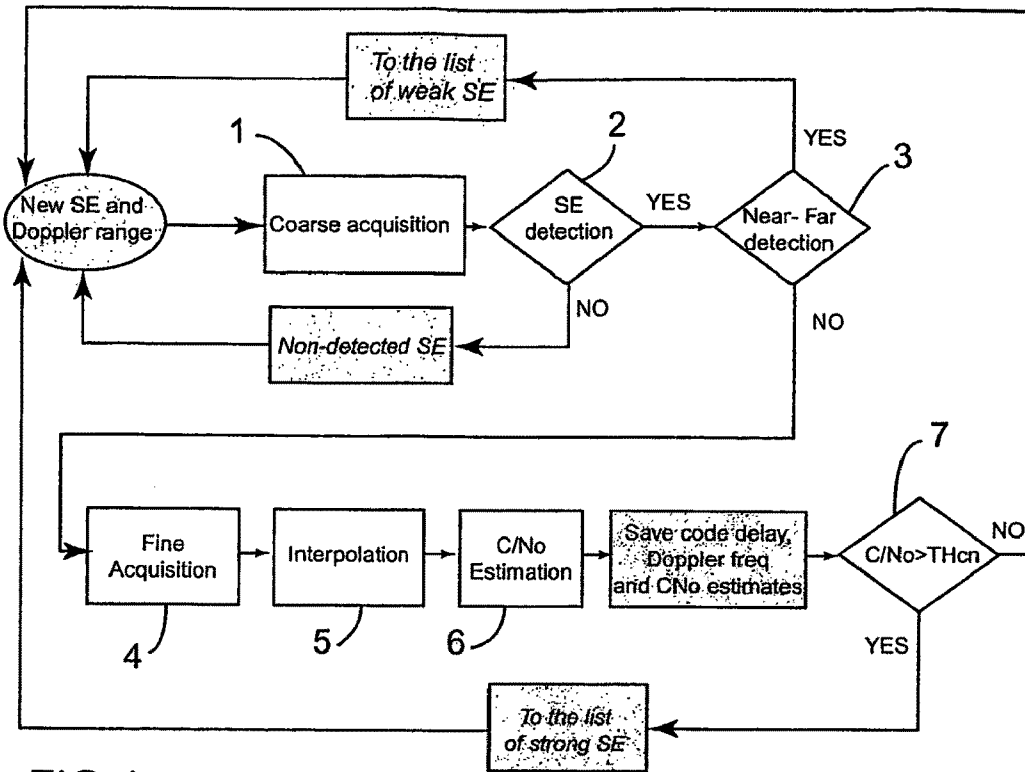 To the list
of weak SE
1
2
YES
3
New SE and
Doppler range
Coarse acquisition
SE
detection
YES
Near- Far
detection
NO
NO
Non-detected SE
7
Fine
Acquisition
Interpolation
C/No
Estimation
Save code delay,
Doppler freq
and CNo estimates
C/No>THcn
NO
4
5
6
YES
To the list
of strong SE